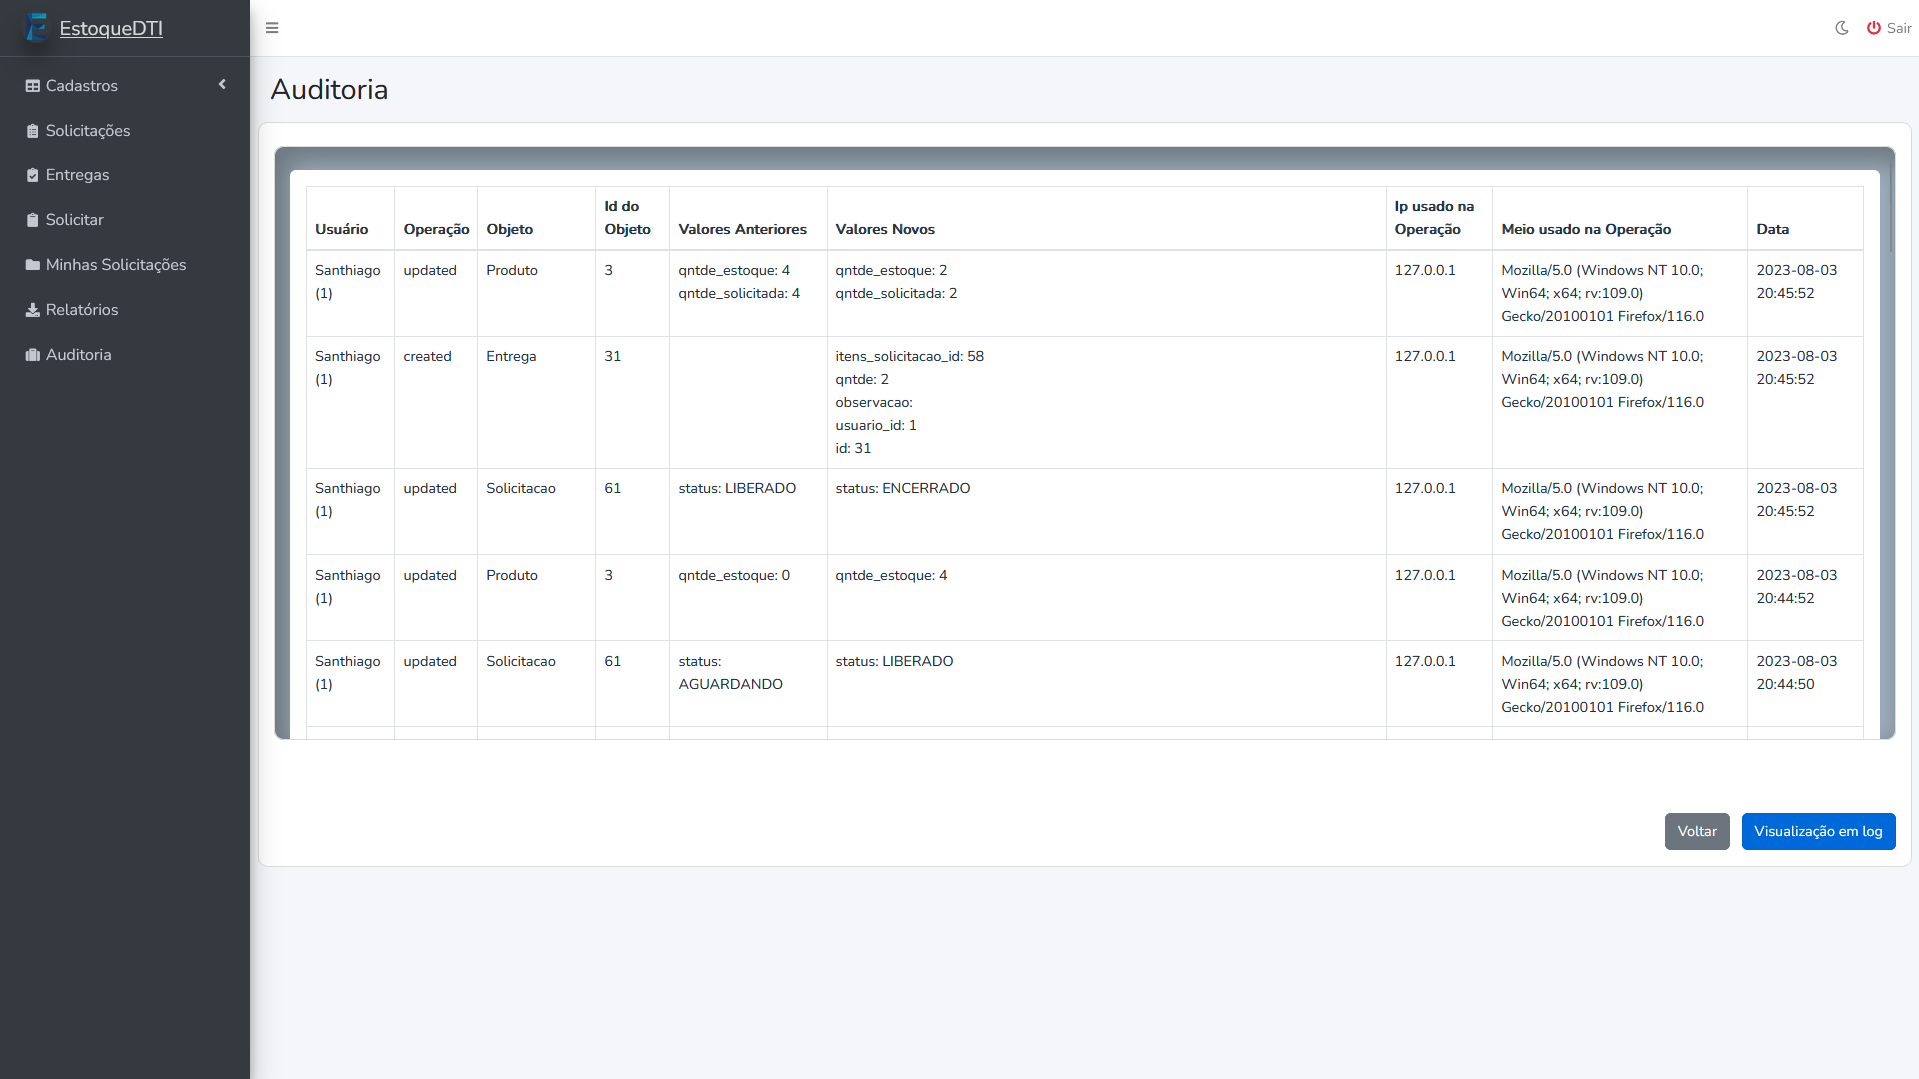 EstoqueDTI
Sair
Cadastros
Solicitações
Entregas
Solicitar
Minhas Solicitações
Relatórios
Auditoria
Auditoria
Usuário Operação Objeto Id do Objeto Valores Anteriores Valores Novos Ip usado na Operação Meio usado na Operação Data
Santhiago updated Produto 3 qntde_estoque: 4 qntde_estoque: 2 127.0.0.1 Mozilla/5.0 (Windows NT 10.0; 2023-08-03
(1) qntde_solicitada: 4 qntde_solicitada: 2 Win64; x64; rv:109.0) 20:45:52
Gecko/20100101 Firefox/116.0
Santhiago created Entrega 31 itens_solicitacao_id: 58 127.0.0.1 Mozilla/5.0 (Windows NT 10.0; 2023-08-03
(1) qntde: 2 Win64; x64; rv:109.0) 20:45:52
observacao: Gecko/20100101 Firefox/116.0
usuario_id: 1
id: 31
Santhiago updated Solicitacao 61 status: LIBERADO status: ENCERRADO 127.0.0.1 Mozilla/5.0 (Windows NT 10.0; 2023-08-03
(1) Win64; x64; rv:109.0) 20:45:52
Gecko/20100101 Firefox/116.0
Santhiago updated Produto 3 qntde_estoque: 0 qntde_estoque: 4 127.0.0.1 Mozilla/5.0 (Windows NT 10.0; 2023-08-03
(1) Win64; x64; rv:109.0) 20:44:52
Gecko/20100101 Firefox/116.0
Santhiago updated Solicitacao 61 status: status: LIBERADO 127.0.0.1 Mozilla/5.0 (Windows NT 10.0; 2023-08-03
(1) AGUARDANDO Win64; x64; rv:109.0) 20:44:50
Gecko/20100101 Firefox/116.0
Voltar
Visualização em log